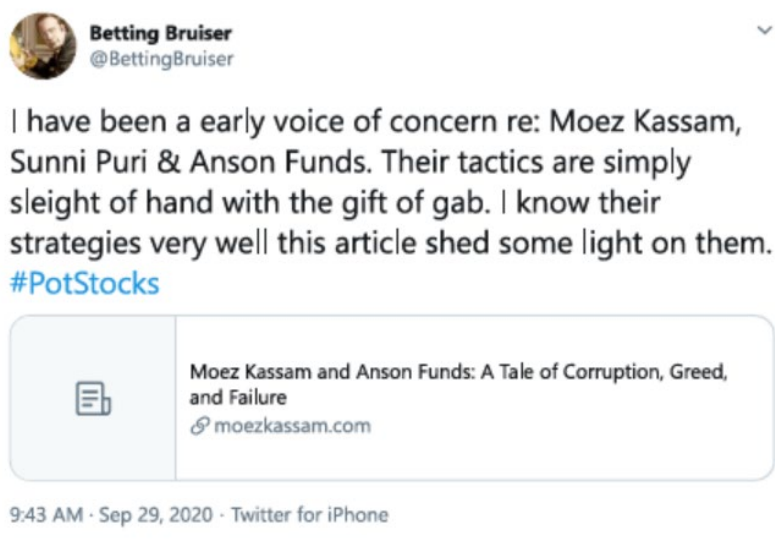 Betting Bruiser
@BettingBruiser
I have been a early voice of concern re: Moez Kassam,
Sunni Puri & Anson Funds. Their tactics are simply
sleight of hand with the gift of gab. I know their
strategies very well this article shed some light on them.
#PotStocks
Moez Kassam and Anson Funds: A Tale of Corruption, Greed,
and Failure
moezkassam.com
9:43 AM · Sep 29, 2020 · Twitter for iPhone